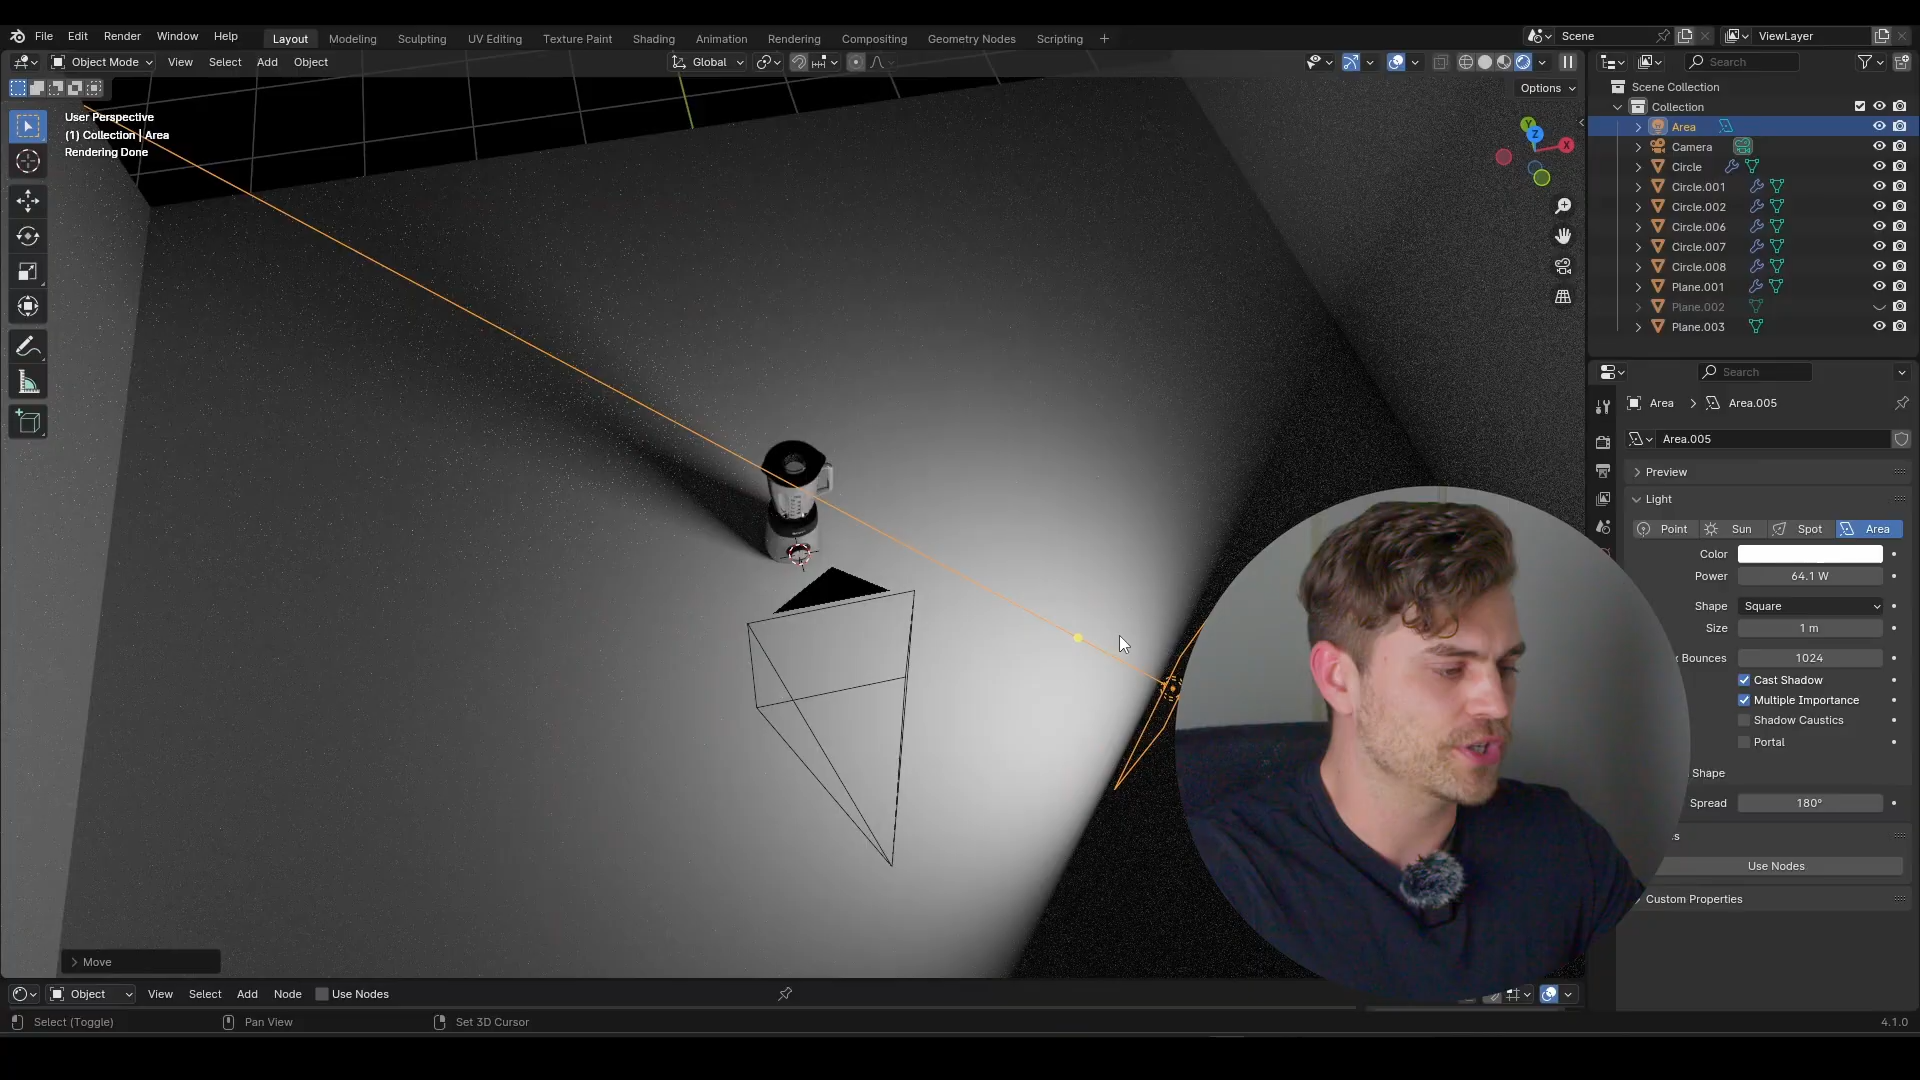 File Edit Render Window Help
Layout Modeling Sculpting UV Editing Texture Paint Shading Animation Rendering Compositing Geometry Nodes Scripting +
Scene
ViewLayer
Object Mode View Select Add Object
Global
Search
Options
User Perspective
(1) Collection | Area
Rendering Done
Y
Z
X
Scene Collection
Collection
Area
Camera
Circle
Circle.001
Circle.002
Circle.006
Circle.007
Circle.008
Plane.001
Plane.002
Plane.003
Search
Area > Area.005
Area.005
Preview
Light
Point Sun Spot Area
Color
Power 64.1 W
Shape Square
Size 1 m
Bounces 1024
Cast Shadow
Multiple Importance
Shadow Caustics
Portal
Shape
Spread 180°
Use Nodes
Custom Properties
Move
Object View Select Add Node Use Nodes
Select (Toggle) Pan View Set 3D Cursor
4.1.0